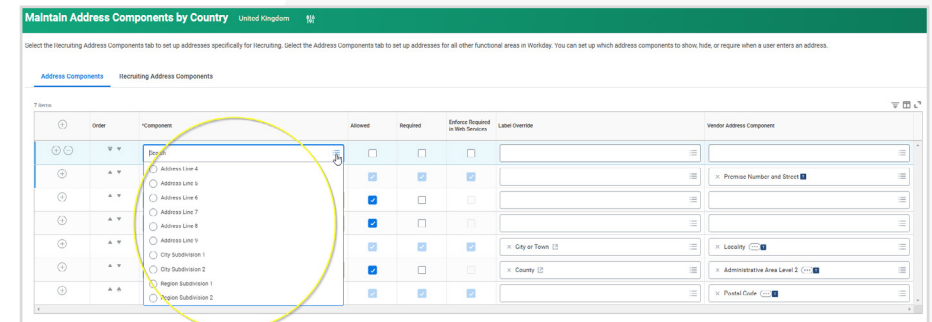 Maintain Address Components by Country United Kingdom
Select the Recruiting Address Components tab to set up addresses specifically for Recruiting. Select the Address Components tab to set up addresses for all other functional areas in Workday. You can set up which address components to show, hide, or require when a user enters an address.
Address Components Recruiting Address Components
7 items
Order *Component Allowed Required Enforce Required in Web Services Label Override Vendor Address Component
Search
Address Line 4
Address Line 5
Address Line 6
Address Line 7
Address Line 8
Address Line 9
City Subdivision 1
City Subdivision 2
Region Subdivision 1
Region Subdivision 2
× Premise Number and Street
× City or Town × Locality
× County × Administrative Area Level 2
× Postal Code